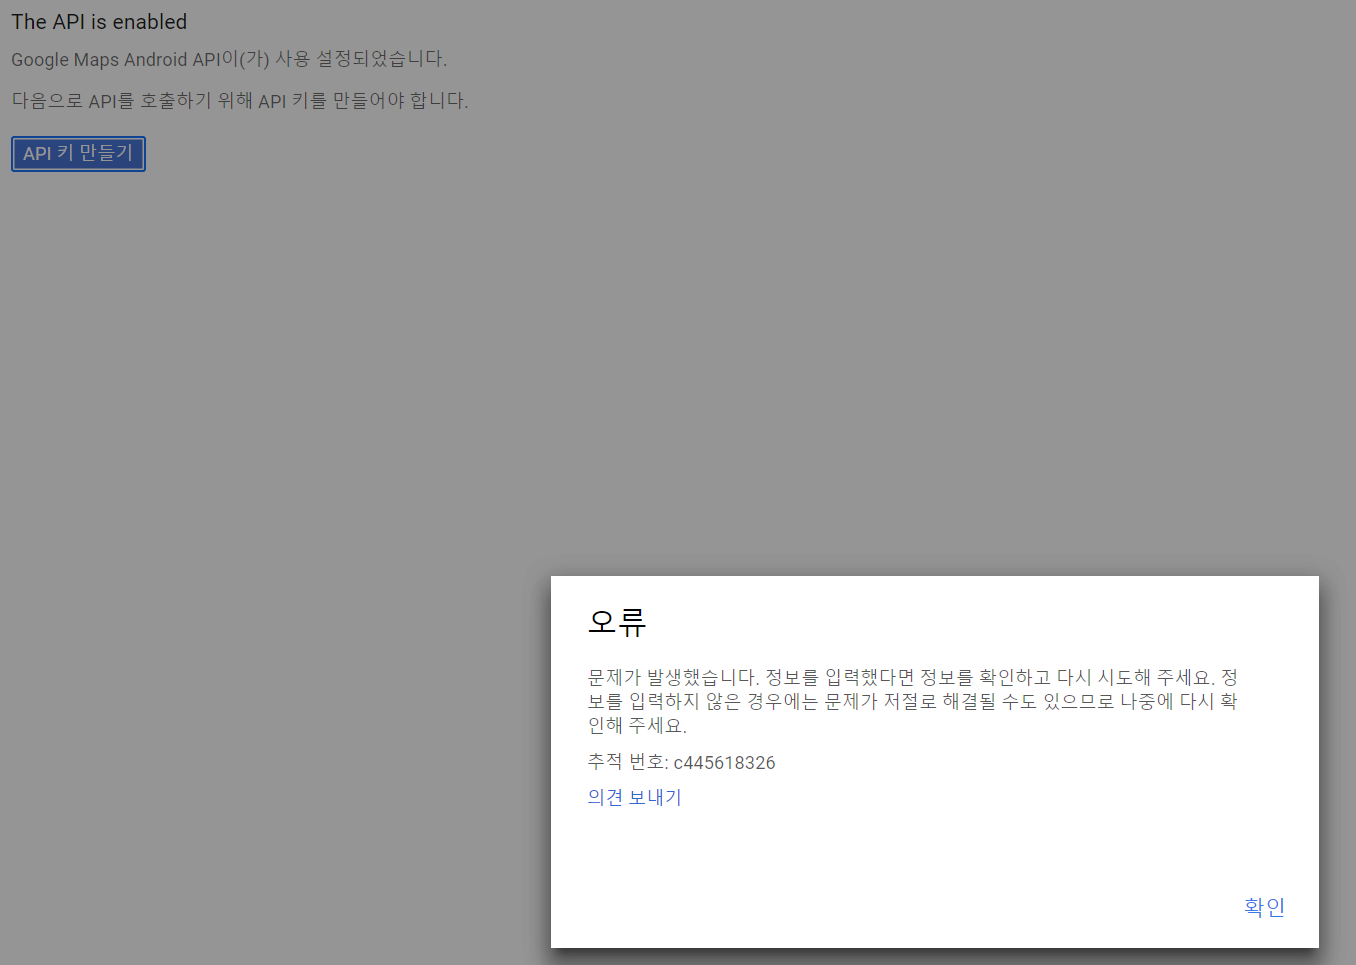 The API is enabled
Google Maps Android API이(가) 사용 설정되었습니다.
다음으로 API를 호출하기 위해 API 키를 만들어야 합니다.
API 키 만들기
오류
문제가 발생했습니다. 정보를 입력했다면 정보를 확인하고 다시 시도해 주세요. 정
보를 입력하지 않은 경우에는 문제가 저절로 해결될 수도 있으므로 나중에 다시 확
인해 주세요.
추적 번호: c445618326
의견 보내기
확인